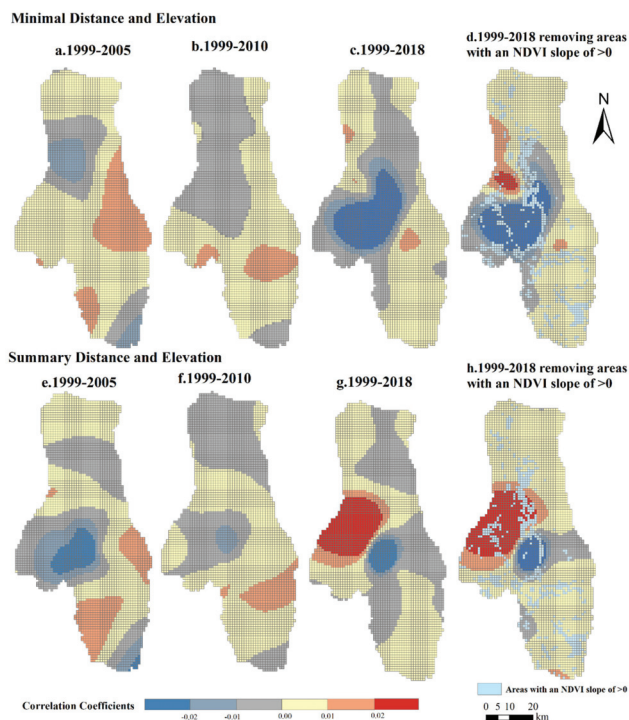 Minimal Distance and Elevation
a.1999-2005
b.1999-2010
c.1999-2018
d.1999-2018 removing areas
with an NDVI slope of >0
N
Summary Distance and Elevation
e.1999-2005
f.1999-2010
g.1999-2018
h.1999-2018 removing areas
with an NDVI slope of >0
Areas with an NDVI slope of >0
Correlation Coefficients
-0.02 -0.01 0.00 0.01 0.02
0 5 10 20
km